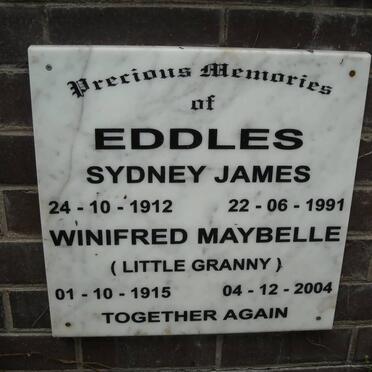 Precious Memories
of
EDDLES
SYDNEY JAMES
24 - 10 - 1912 22 - 06 - 1991
WINIFRED MAYBELLE
( LITTLE GRANNY )
01 - 10 - 1915 04 - 12 - 2004
TOGETHER AGAIN